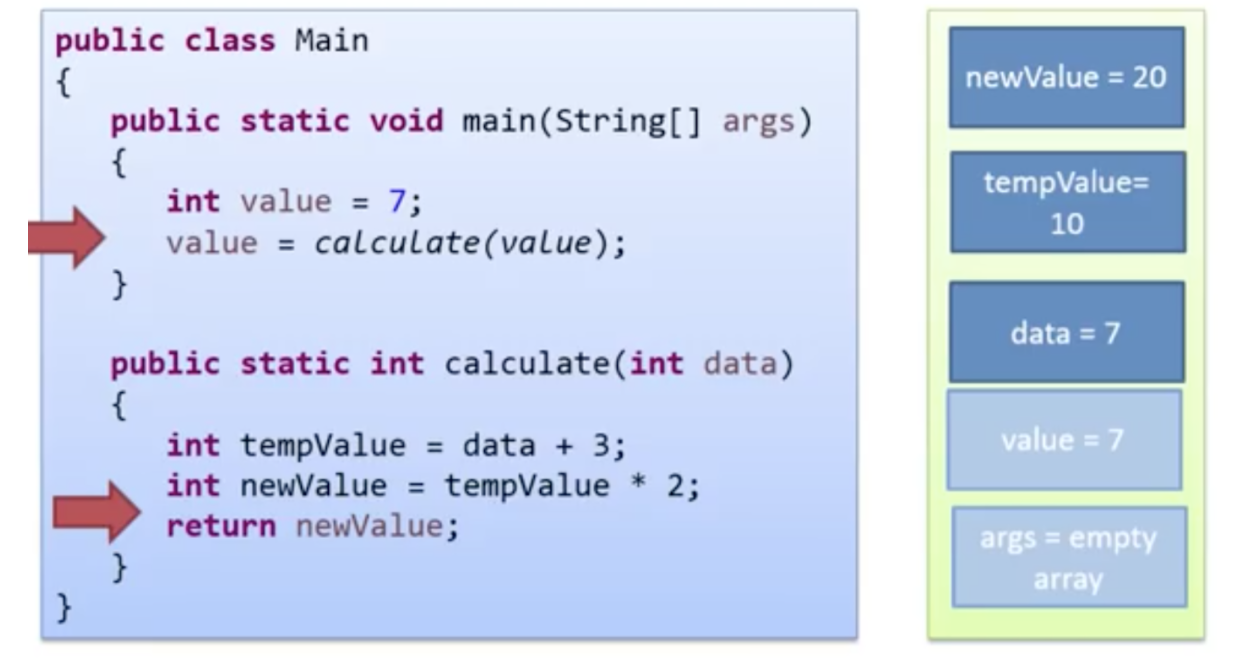 public class Main
{
public static void main(String[] args)
{
int value = 7;
value = calculate(value);
}
public static int calculate(int data)
{
int tempValue = data + 3;
int newValue = tempValue * 2;
return newValue;
}
}
newValue = 20
tempValue=
10
data = 7
value = 7
args = empty
array